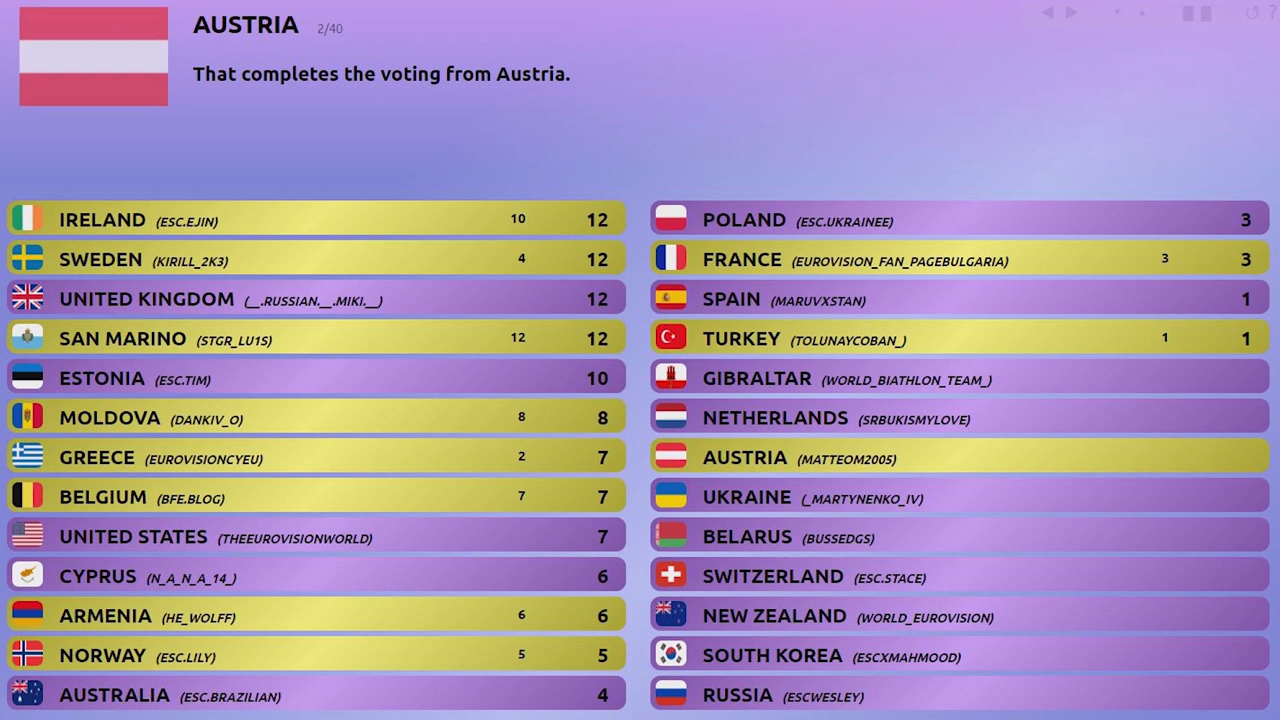 AUSTRIA 2/40
That completes the voting from Austria.
IRELAND (ESC.EJIN) 10 12
SWEDEN (KIRILL_2K3) 4 12
UNITED KINGDOM (__.RUSSIAN.__.MIKI.__) 12
SAN MARINO (STGR_LU1S) 12 12
ESTONIA (ESC.TIM) 10
MOLDOVA (DANKIV_O) 8 8
GREECE (EUROVISIONCYEU) 2 7
BELGIUM (BFE.BLOG) 7 7
UNITED STATES (THEEUROVISIONWORLD) 7
CYPRUS (N_A_N_A_14_) 6
ARMENIA (HE_WOLFF) 6 6
NORWAY (ESC.LILY) 5 5
AUSTRALIA (ESC.BRAZILIAN) 4
POLAND (ESC.UKRAINEE) 3
FRANCE (EUROVISION_FAN_PAGEBULGARIA) 3 3
SPAIN (MARUVXSTAN) 1
TURKEY (TOLUNAYCOBAN_) 1 1
GIBRALTAR (WORLD_BIATHLON_TEAM_)
NETHERLANDS (SRBUKISMYLOVE)
AUSTRIA (MATTEOM2005)
UKRAINE (_MARTYNENKO_IV)
BELARUS (BUSSEDGS)
SWITZERLAND (ESC.STACE)
NEW ZEALAND (WORLD_EUROVISION)
SOUTH KOREA (ESCXMAHMOOD)
RUSSIA (ESCWESLEY)